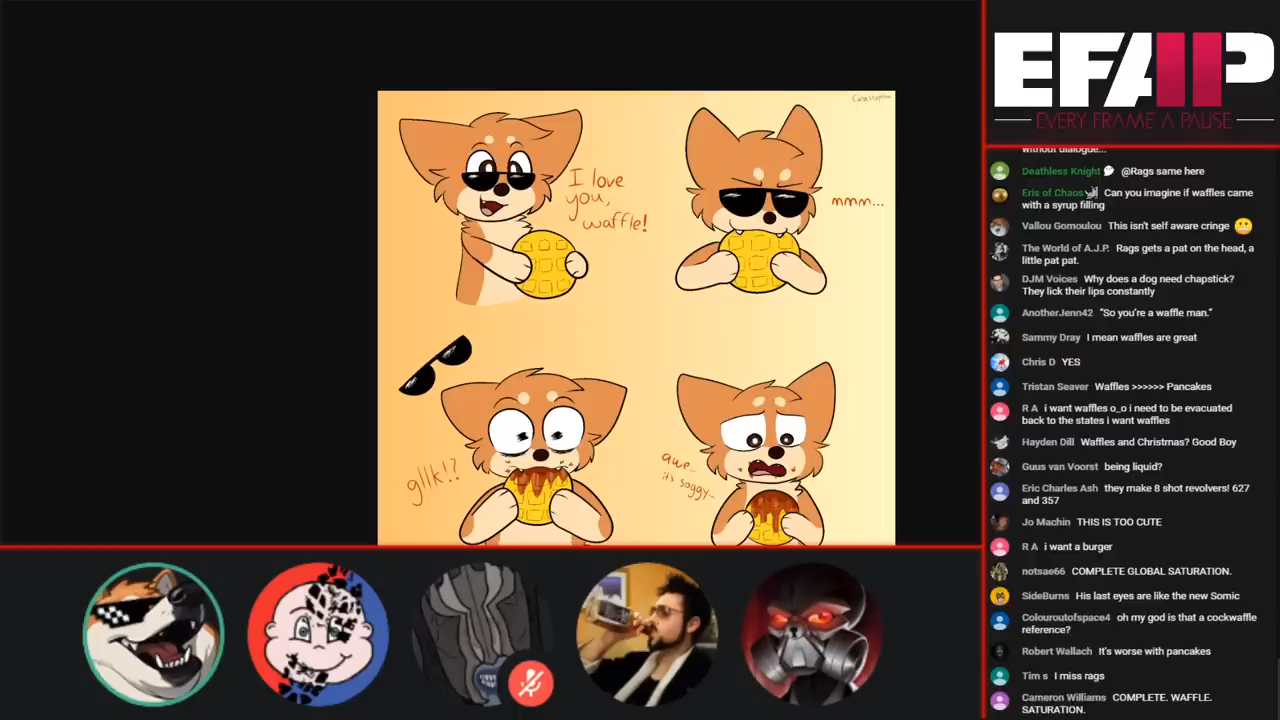 I love
you,
waffle!
mmm...
gllk!?
awe...
it's soggy...
EFAP
EVERY FRAME A PAUSE
without dialogue...
Deathless Knight @Rags same here
Eris of Chaos Can you imagine if waffles came
with a syrup filling
Vallou Gomoulou This isn't self aware cringe
The World of A.J.P. Rags gets a pat on the head, a
little pat pat.
DJM Voices Why does a dog need chapstick?
They lick their lips constantly
AnotherJenn42 "So you're a waffle man."
Sammy Dray I mean waffles are great
Chris D YES
Tristan Seaver Waffles >>>>>> Pancakes
R A i want waffles o_o i need to be evacuated
back to the states i want waffles
Hayden Dill Waffles and Christmas? Good Boy
Guus van Voorst being liquid?
Eric Charles Ash they make 8 shot revolvers! 627
and 357
Jo Machin THIS IS TOO CUTE
R A i want a burger
notsae66 COMPLETE GLOBAL SATURATION.
SideBurns His last eyes are like the new Somic
Colouroutofspace4 oh my god is that a cockwaffle
reference?
Robert Wallach It's worse with pancakes
Tim s I miss rags
Cameron Williams COMPLETE. WAFFLE.
SATURATION.